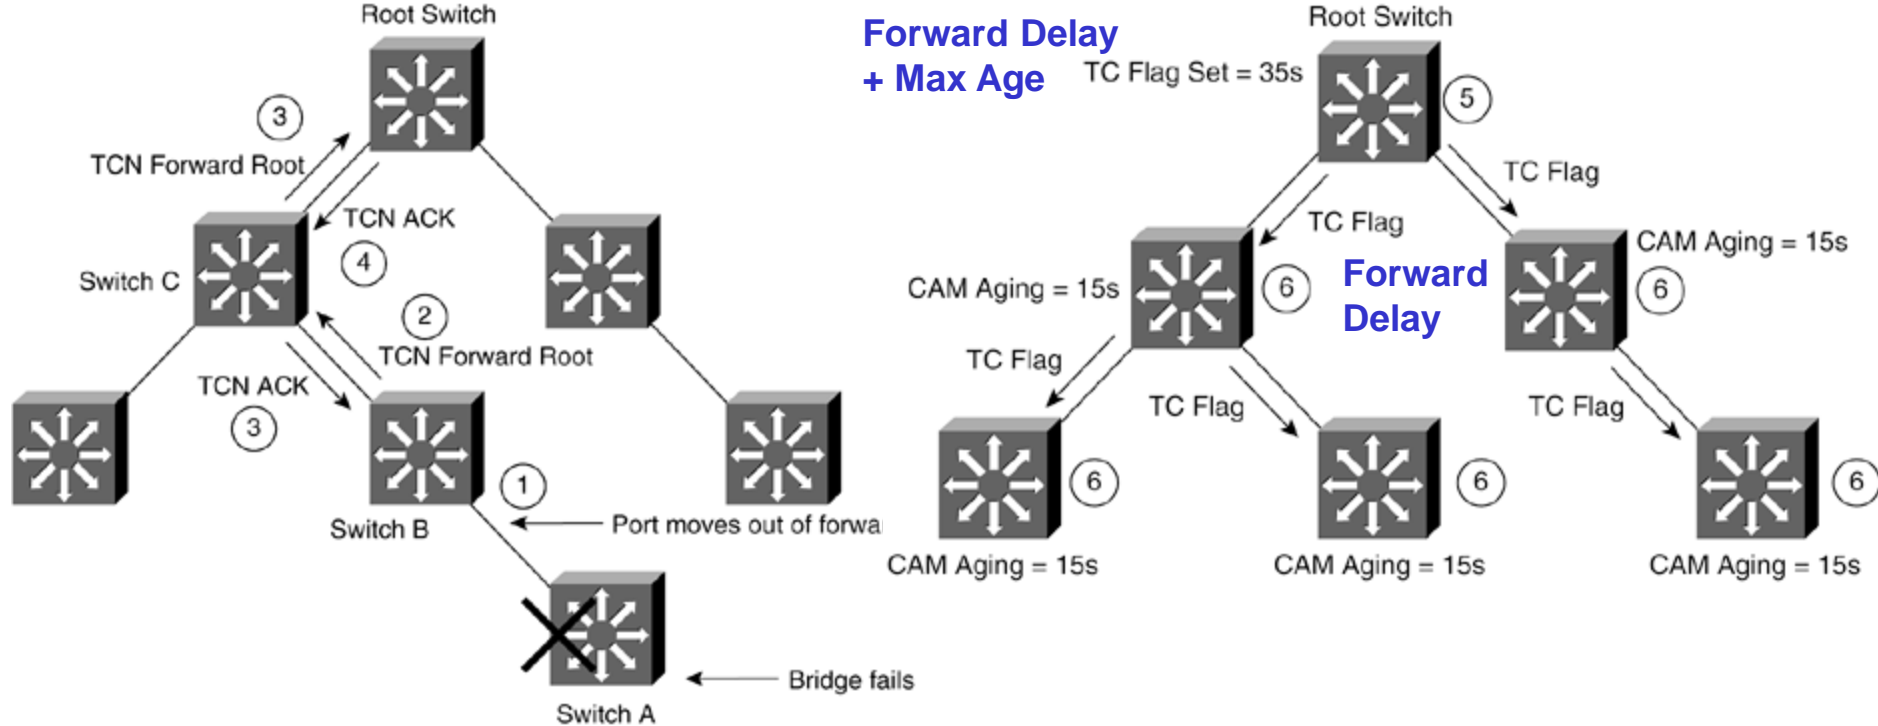 Root Switch
3
TCN Forward Root
TCN ACK
4
Switch C
2
TCN Forward Root
TCN ACK
3
1
Port moves out of forwa
Switch B
Bridge fails
Switch A
Forward Delay
+ Max Age
Root Switch
TC Flag Set = 35s
5
TC Flag
TC Flag
CAM Aging = 15s
CAM Aging = 15s
6
Forward
Delay
6
TC Flag
TC Flag
TC Flag
6
6
6
CAM Aging = 15s
CAM Aging = 15s
CAM Aging = 15s